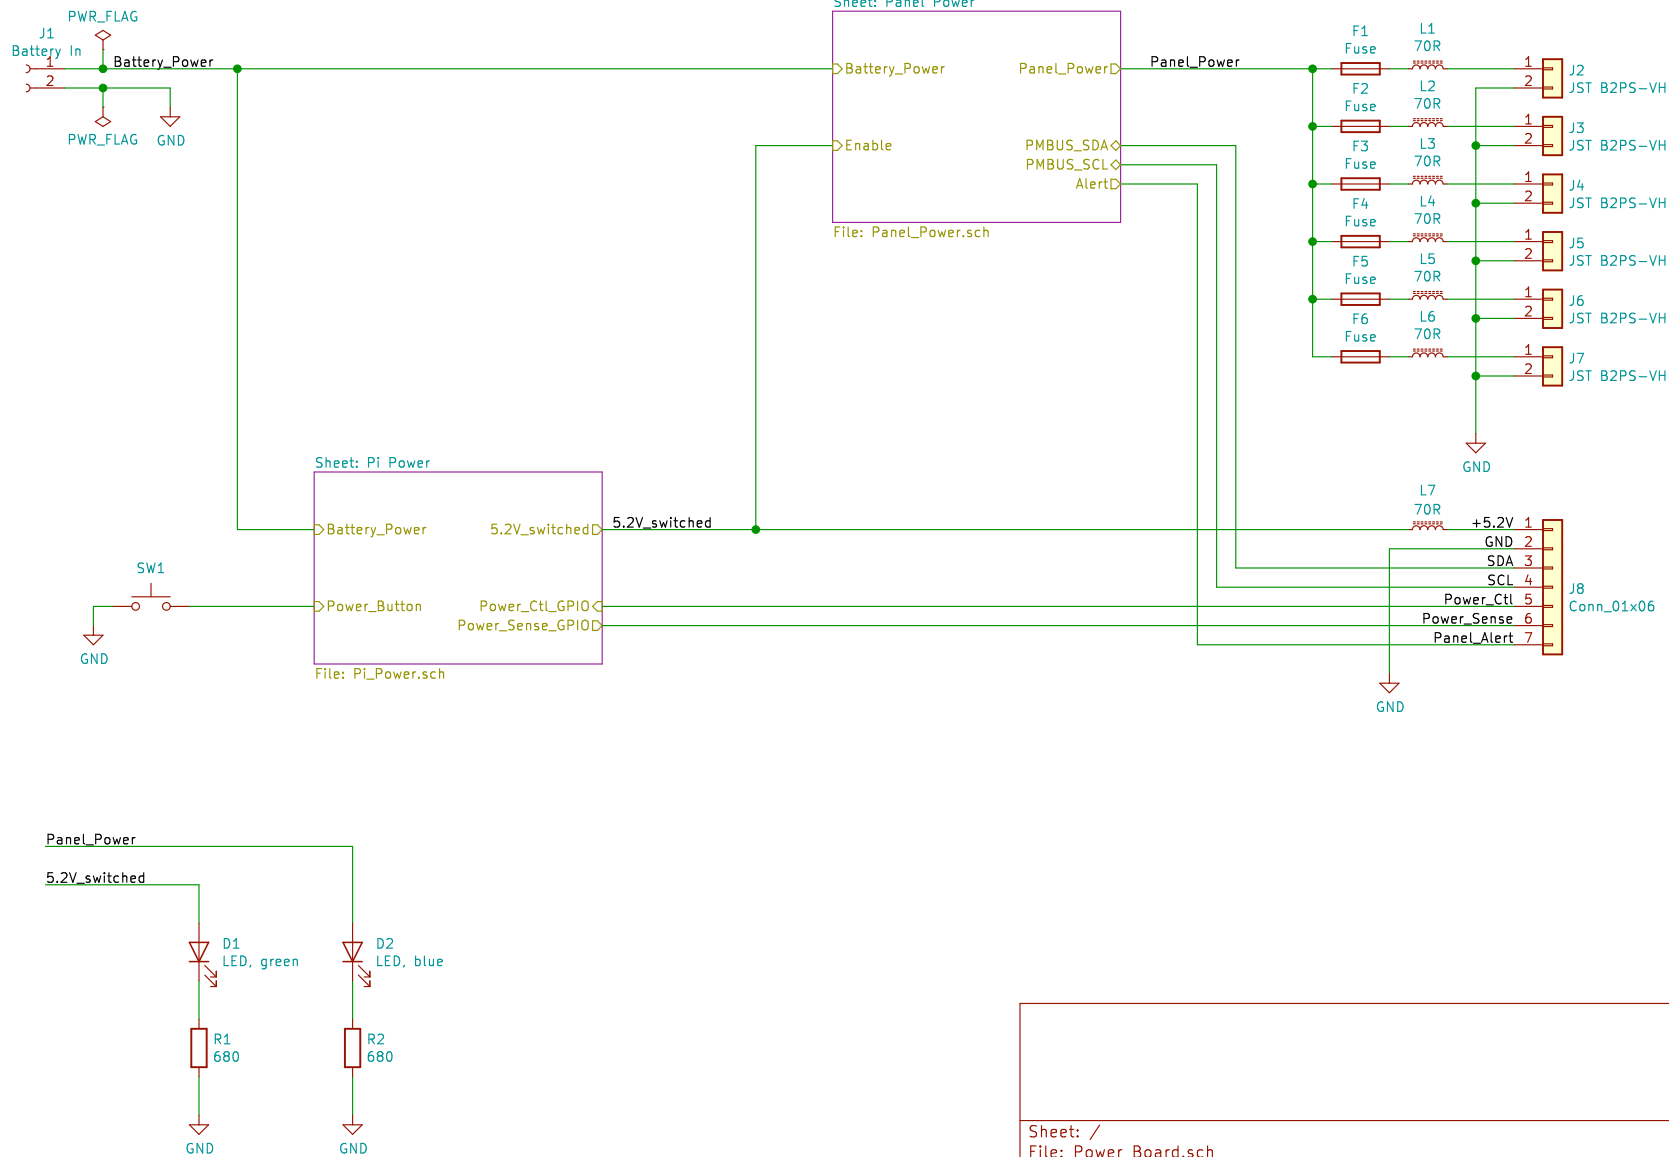 Sheet: Panel Power
PWR_FLAG
J1
Battery In
1
2
Battery_Power
PWR_FLAG
GND
Battery_Power
Enable
Panel_Power
PMBUS_SDA
PMBUS_SCL
Alert
File: Panel_Power.sch
Panel_Power
F1
Fuse
L1
70R
1
2
J2
JST B2PS-VH
F2
Fuse
L2
70R
1
2
J3
JST B2PS-VH
F3
Fuse
L3
70R
1
2
J4
JST B2PS-VH
F4
Fuse
L4
70R
1
2
J5
JST B2PS-VH
F5
Fuse
L5
70R
1
2
J6
JST B2PS-VH
F6
Fuse
L6
70R
1
2
J7
JST B2PS-VH
GND
Sheet: Pi Power
Battery_Power
Power_Button
5.2V_switched
Power_Ctl_GPIO
Power_Sense_GPIO
File: Pi_Power.sch
SW1
GND
5.2V_switched
L7
70R
+5.2V 1
GND 2
SDA 3
SCL 4
Power_Ctl 5
Power_Sense 6
Panel_Alert 7
J8
Conn_01x06
GND
Panel_Power
5.2V_switched
D1
LED, green
D2
LED, blue
R1
680
R2
680
GND
GND
Sheet: /
File: Power Board.sch